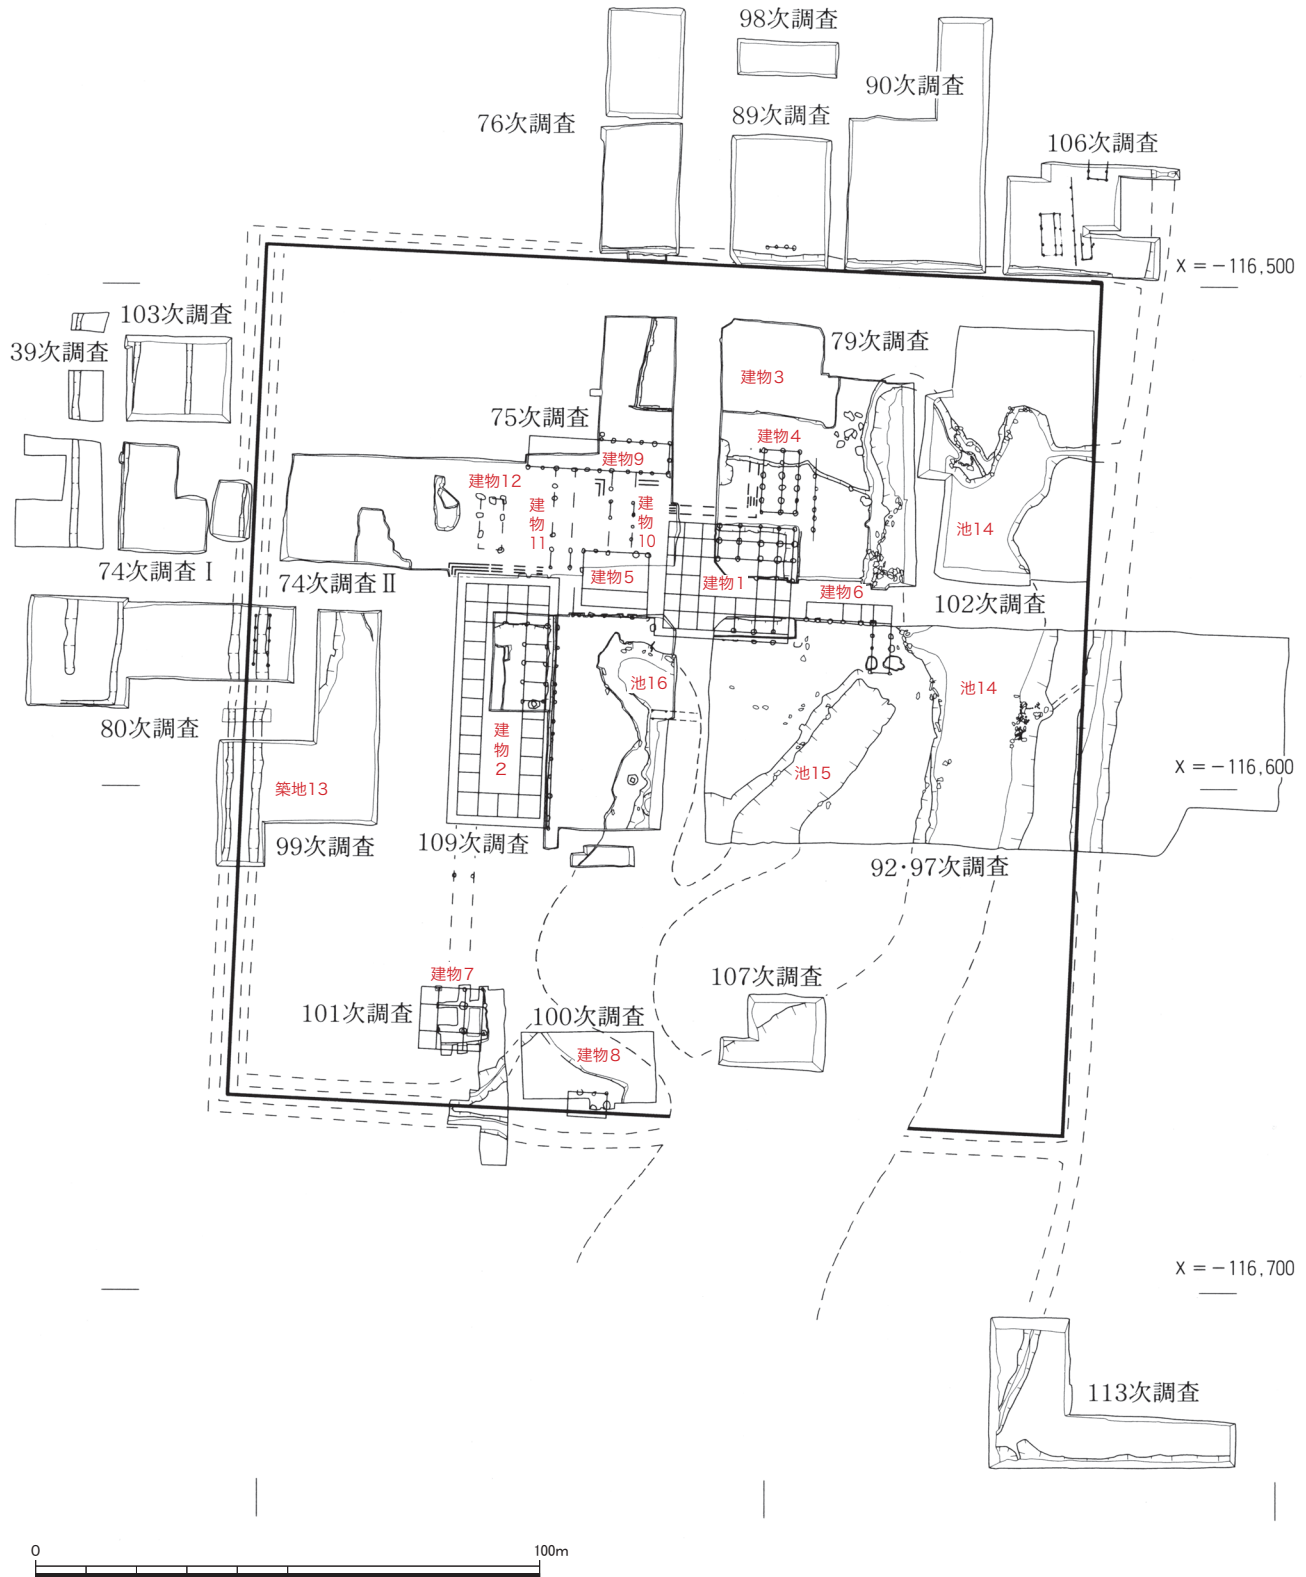 98次調査
90次調査
76次調査
89次調査
106次調査
X = −116,500
103次調査
39次調査
79次調査
建物3
75次調査
建物4
建物9
建物12
建物11
建物10
池14
74次調査 I
74次調査 II
建物5
建物1
建物6
102次調査
池16
池14
80次調査
建物2
池15
X = −116,600
築地13
99次調査
109次調査
92·97次調査
建物7
107次調査
101次調査
100次調査
建物8
X = −116,700
113次調査
0 100m